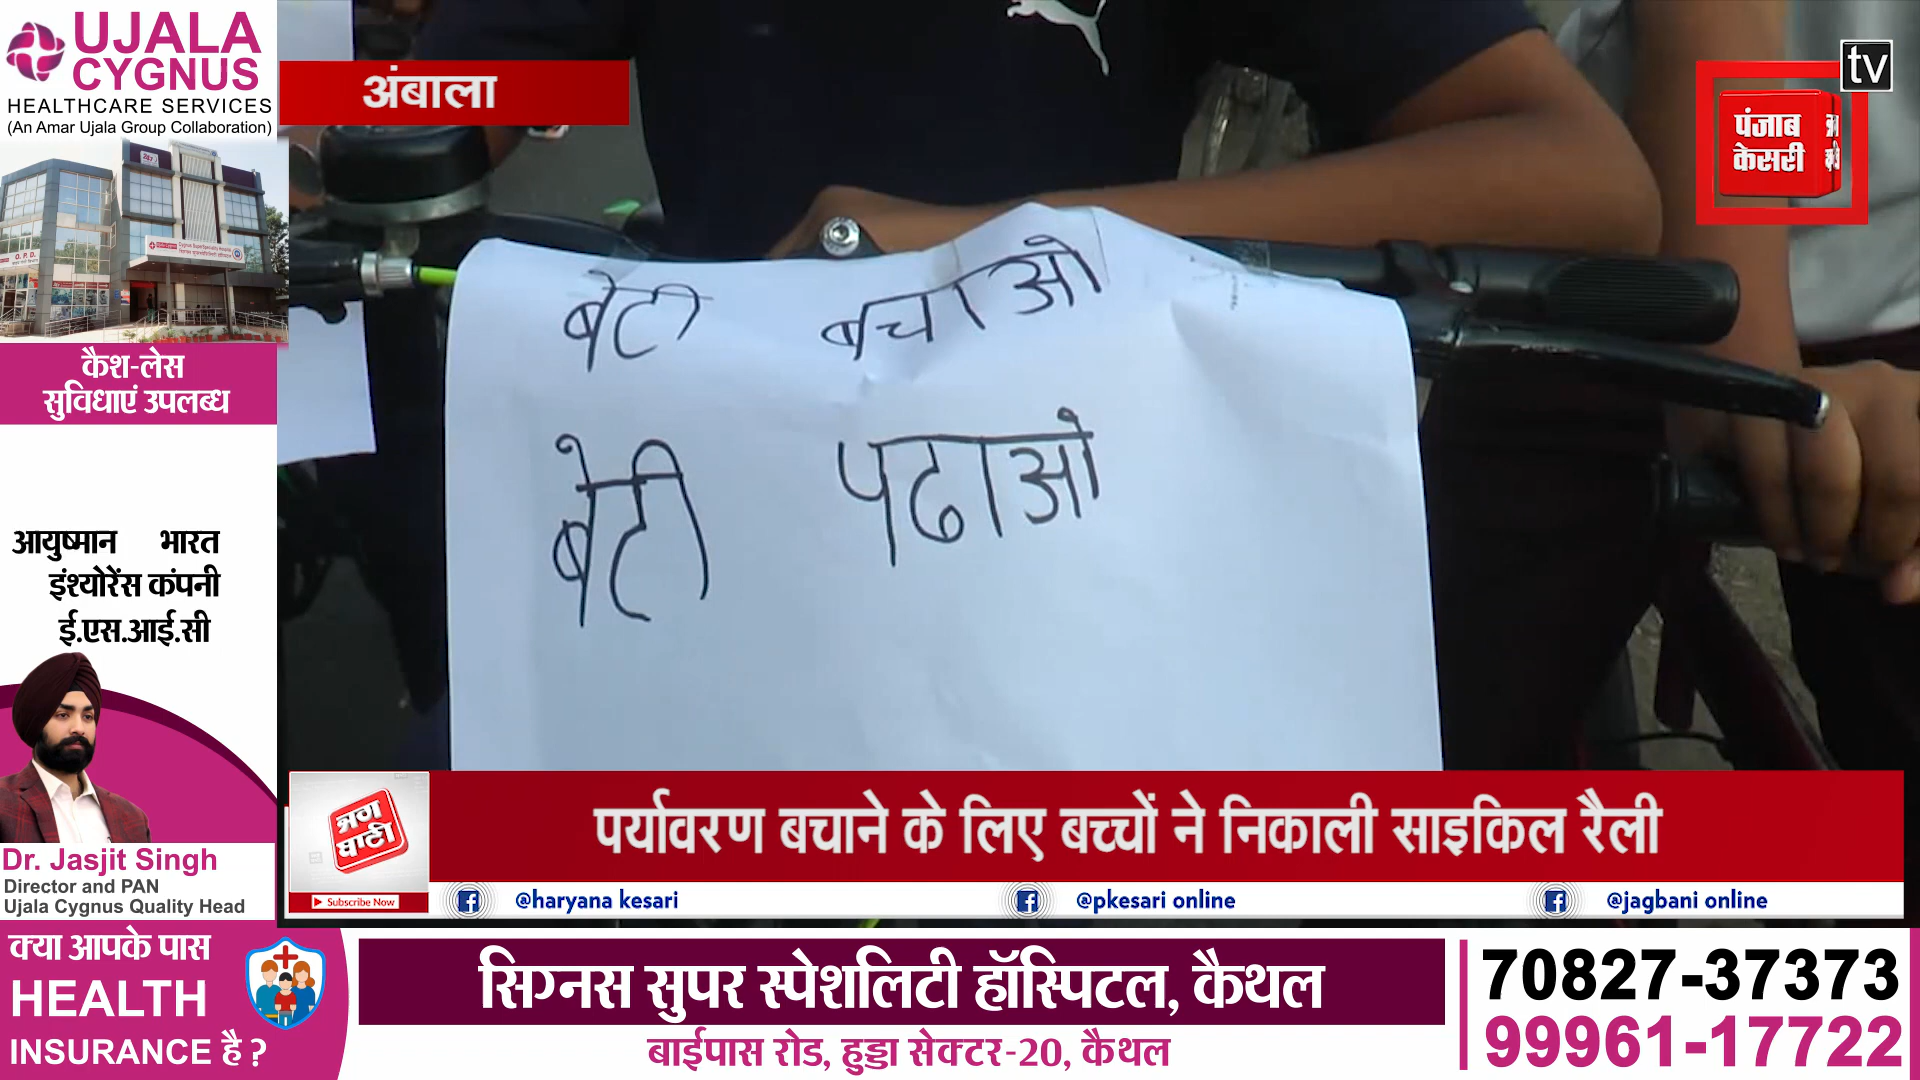 UJALA
CYGNUS
HEALTHCARE SERVICES
(An Amar Ujala Group Collaboration)
कैश-लेस
सुविधाएं उपलब्ध
आयुष्मान भारत
इंश्योरेंस कंपनी
ई.एस.आई.सी
Dr. Jasjit Singh
Director and PAN
Ujala Cygnus Quality Head
क्या आपके पास
HEALTH
INSURANCE है ?
अंबाला
tv
पंजाब
केसरी
बेटी बचाओ
बेटी पढाओ
पर्यावरण बचाने के लिए बच्चों ने निकाली साइकिल रैली
Subscribe Now
@haryana kesari
@pkesari online
@jagbani online
सिग्नस सुपर स्पेशलिटी हॉस्पिटल, कैथल
बाईपास रोड, हुड्डा सेक्टर-20, कैथल
70827-37373
99961-17722